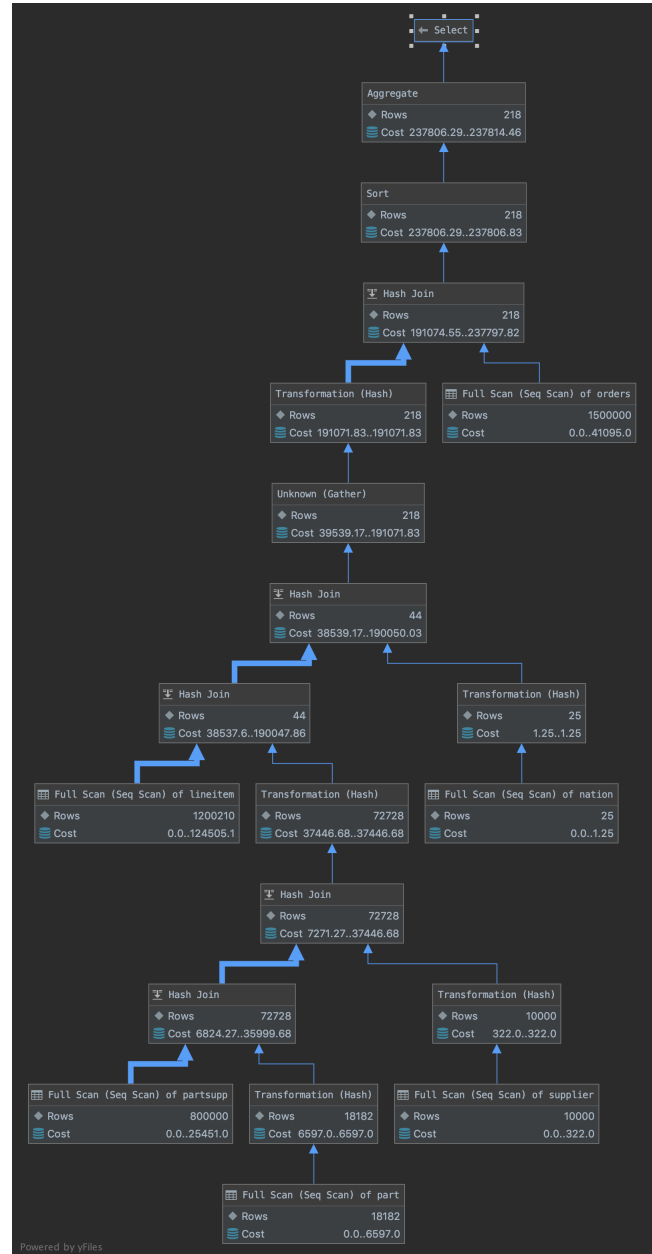 ← Select
Aggregate
Rows 218
Cost 237806.29..237814.46
Sort
Rows 218
Cost 237806.29..237806.83
Hash Join
Rows 218
Cost 191074.55..237797.82
Transformation (Hash)
Rows 218
Cost 191071.83..191071.83
Full Scan (Seq Scan) of orders
Rows 1500000
Cost 0.0..41095.0
Unknown (Gather)
Rows 218
Cost 39539.17..191071.83
Hash Join
Rows 44
Cost 38539.17..190050.03
Hash Join
Rows 44
Cost 38537.6..190047.86
Transformation (Hash)
Rows 25
Cost 1.25..1.25
Full Scan (Seq Scan) of lineitem
Rows 1200210
Cost 0.0..124505.1
Transformation (Hash)
Rows 72728
Cost 37446.68..37446.68
Full Scan (Seq Scan) of nation
Rows 25
Cost 0.0..1.25
Hash Join
Rows 72728
Cost 7271.27..37446.68
Hash Join
Rows 72728
Cost 6824.27..35999.68
Transformation (Hash)
Rows 10000
Cost 322.0..322.0
Full Scan (Seq Scan) of partsupp
Rows 800000
Cost 0.0..25451.0
Transformation (Hash)
Rows 18182
Cost 6597.0..6597.0
Full Scan (Seq Scan) of supplier
Rows 10000
Cost 0.0..322.0
Full Scan (Seq Scan) of part
Rows 18182
Cost 0.0..6597.0
Powered by yFiles